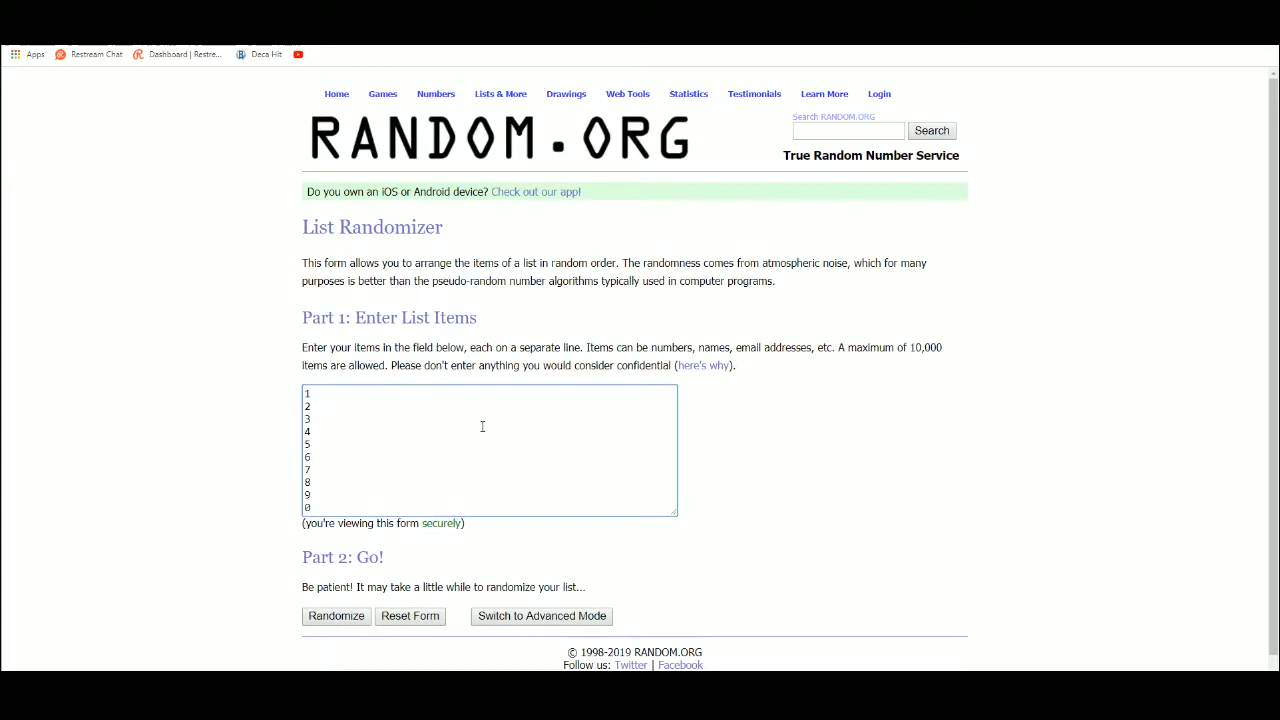 Apps Restream Chat Dashboard | Restre... Deca Hit
Home Games Numbers Lists & More Drawings Web Tools Statistics Testimonials Learn More Login
RANDOM.ORG
Search RANDOM.ORG
Search
True Random Number Service
Do you own an iOS or Android device? Check out our app!
List Randomizer
This form allows you to arrange the items of a list in random order. The randomness comes from atmospheric noise, which for many
purposes is better than the pseudo-random number algorithms typically used in computer programs.
Part 1: Enter List Items
Enter your items in the field below, each on a separate line. Items can be numbers, names, email addresses, etc. A maximum of 10,000
items are allowed. Please don't enter anything you would consider confidential (here's why).
1
2
3
4
5
6
7
8
9
0
(you're viewing this form securely)
Part 2: Go!
Be patient! It may take a little while to randomize your list...
Randomize Reset Form Switch to Advanced Mode
© 1998-2019 RANDOM.ORG
Follow us: Twitter | Facebook